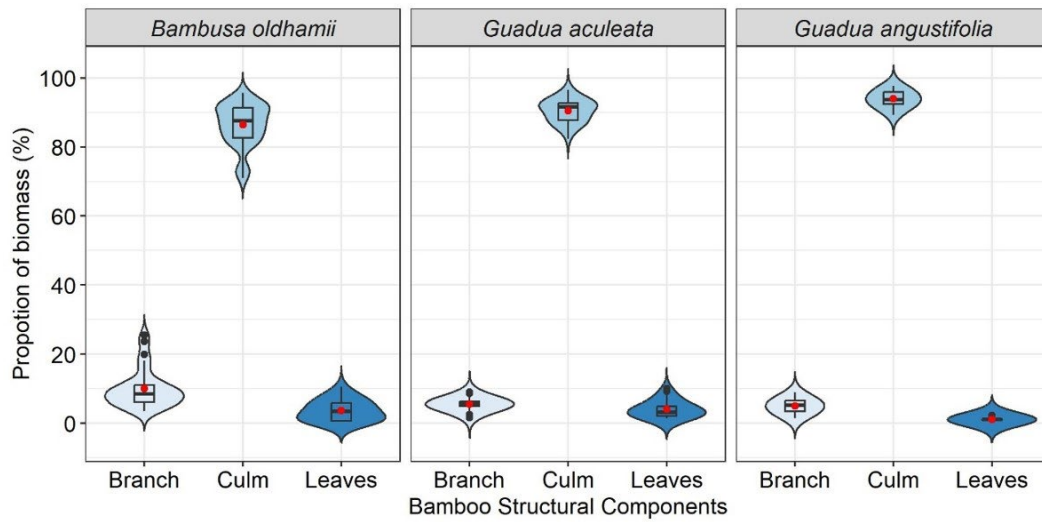 Bambusa oldhamii Guadua aculeata Guadua angustifolia
Propotion of biomass (%)
100
80
60
40
20
0
Branch Culm Leaves Branch Culm Leaves Branch Culm Leaves
Bamboo Structural Components